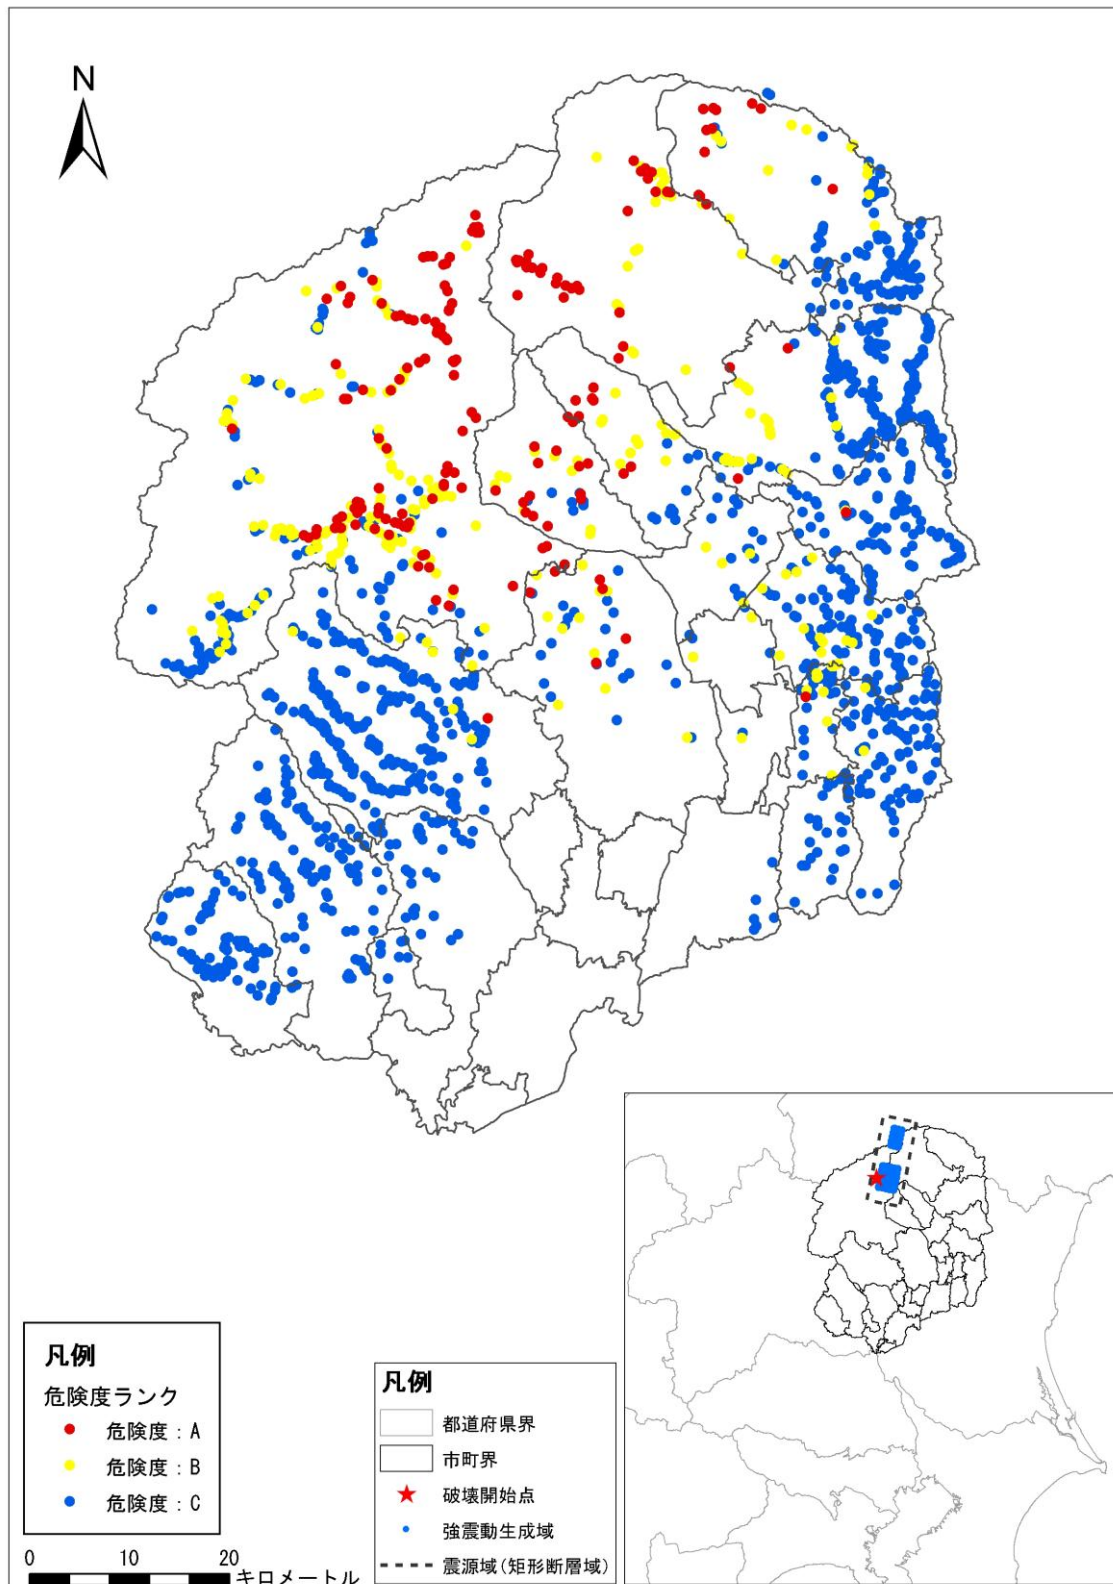 N
凡例
危険度ランク
危険度：A
危険度：B
危険度：C
0 10 20
キロメートル
凡例
都道府県界
市町界
破壊開始点
強震動生成域
震源域(矩形断層域)